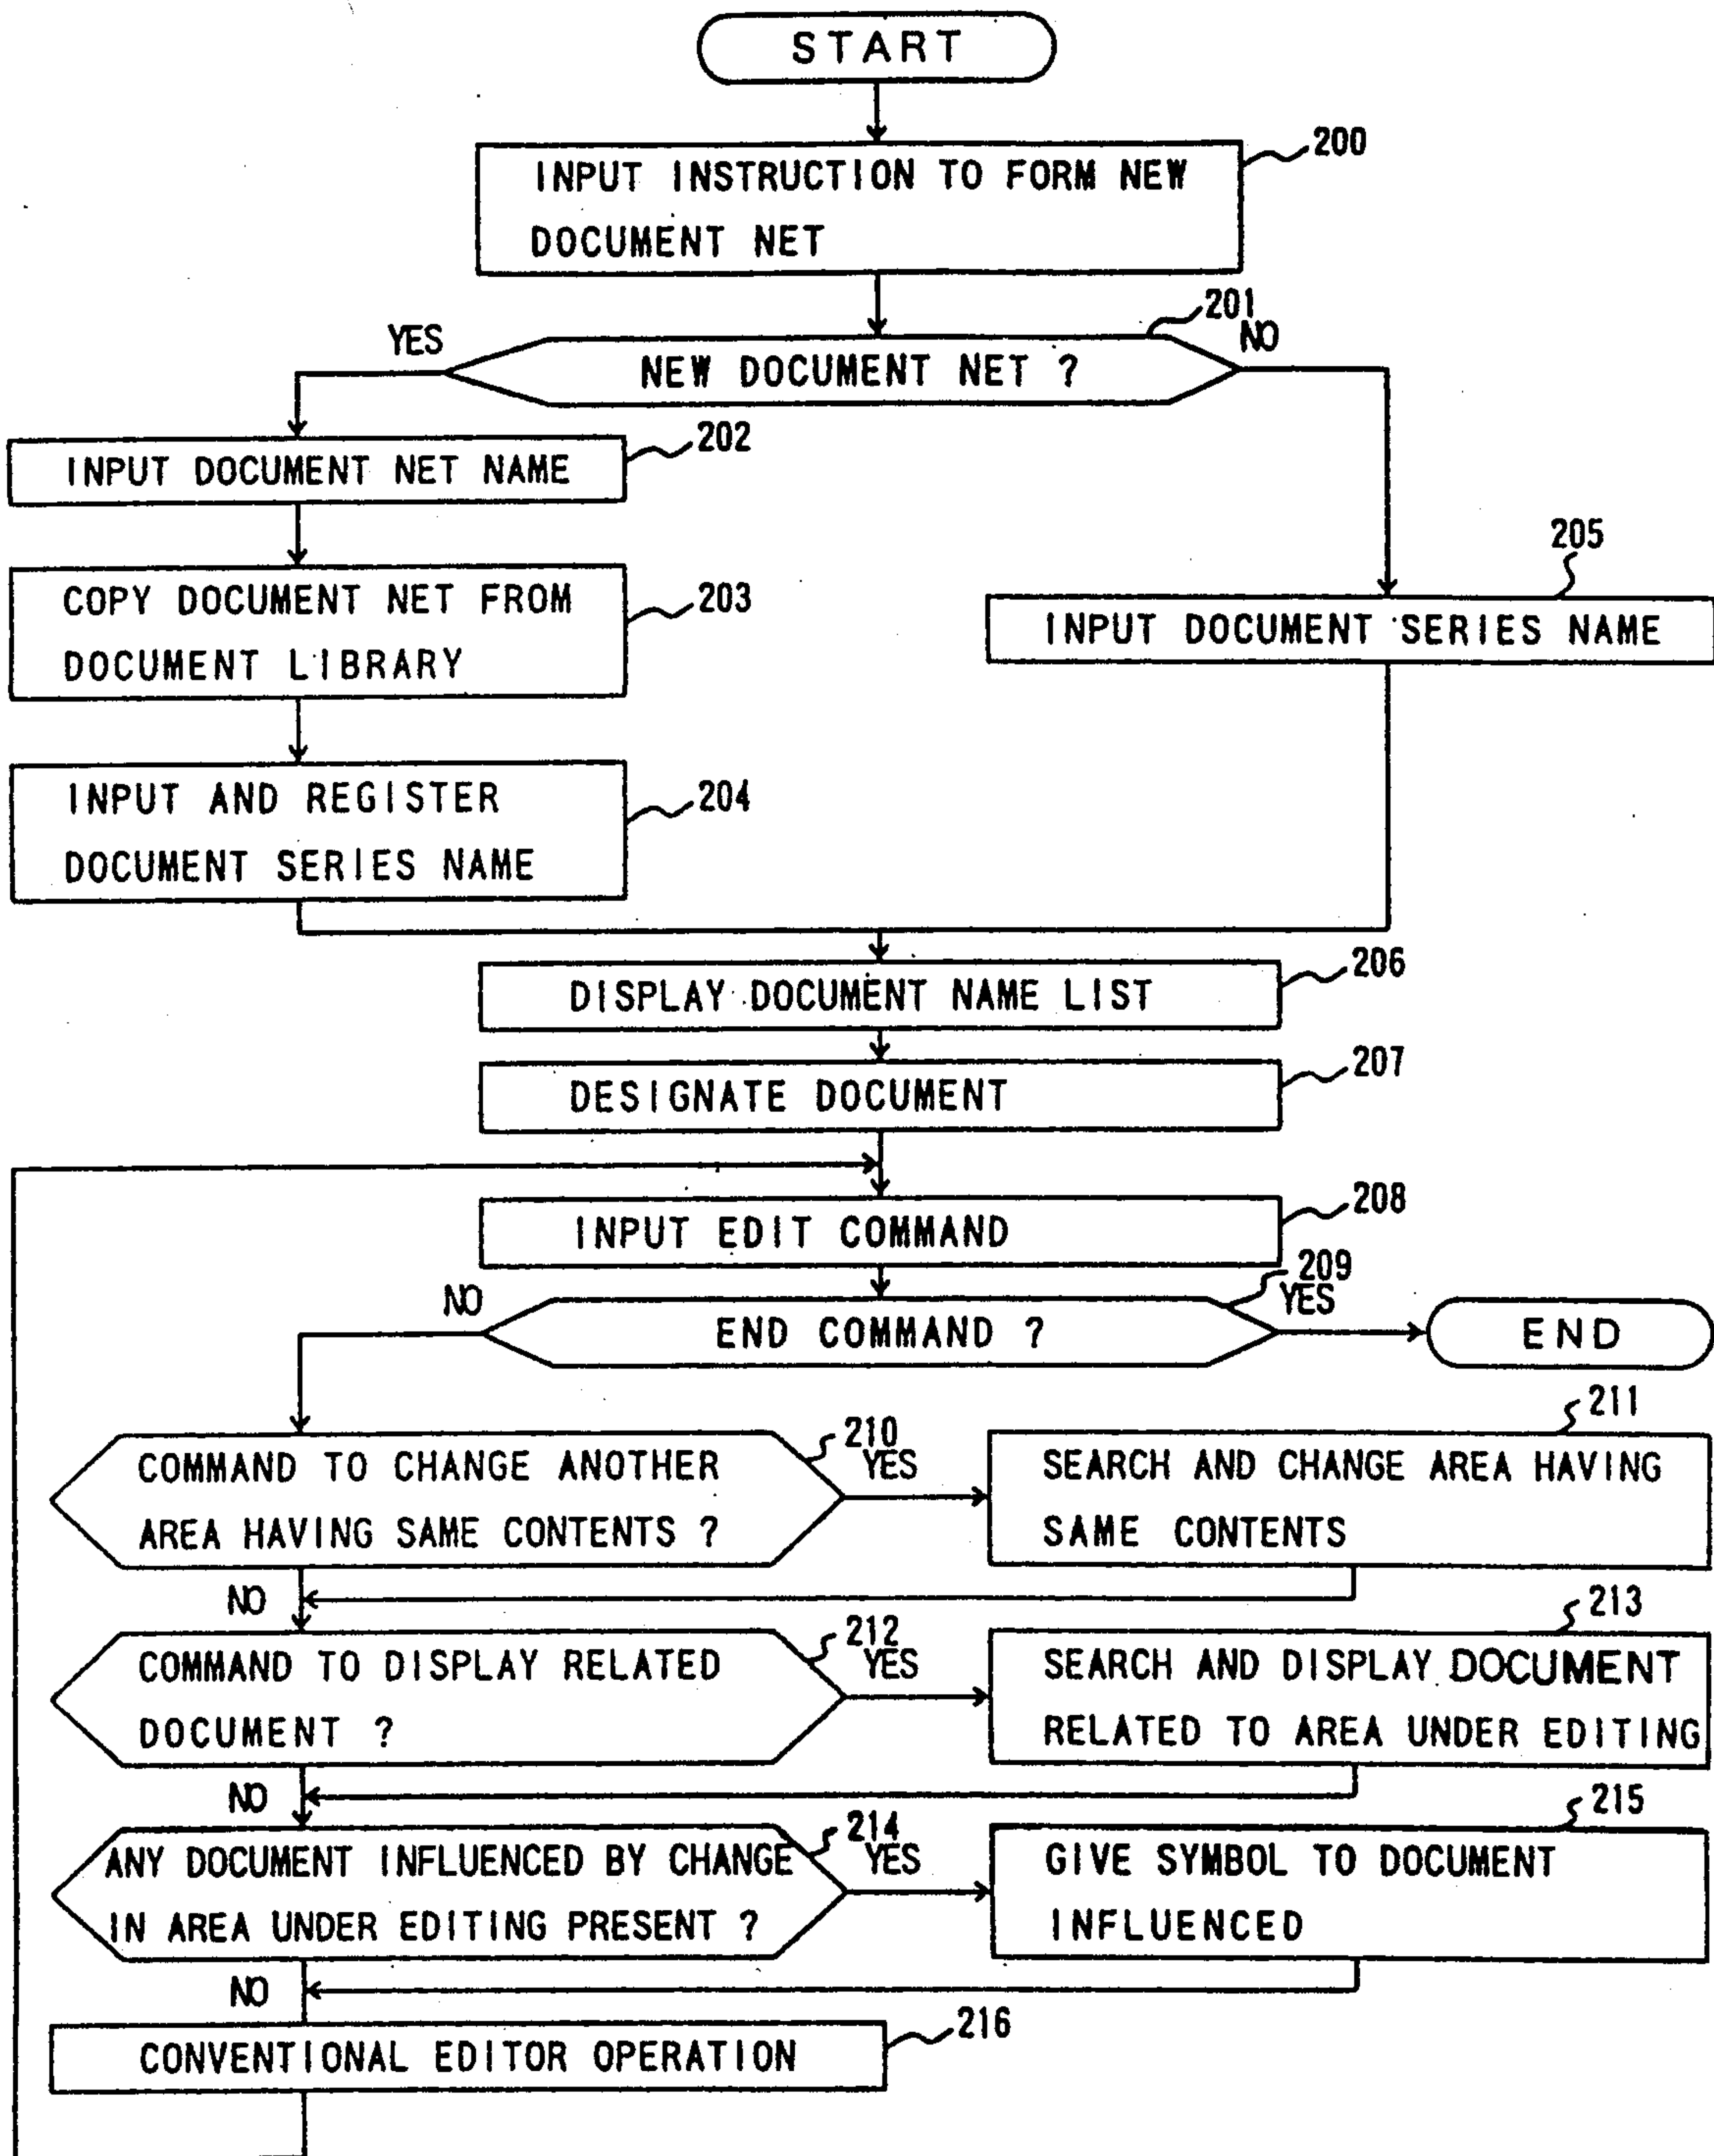 START
200
INPUT INSTRUCTION TO FORM NEW
DOCUMENT NET
201
YES
NO
NEW DOCUMENT NET ?
202
INPUT DOCUMENT NET NAME
COPY DOCUMENT NET FROM
DOCUMENT LIBRARY
203
205
INPUT DOCUMENT SERIES NAME
INPUT AND REGISTER
DOCUMENT SERIES NAME
204
206
DISPLAY DOCUMENT NAME LIST
207
DESIGNATE DOCUMENT
208
INPUT EDIT COMMAND
209
NO
YES
END COMMAND ?
END
210
YES
COMMAND TO CHANGE ANOTHER
AREA HAVING SAME CONTENTS ?
211
SEARCH AND CHANGE AREA HAVING
SAME CONTENTS
NO
212
YES
COMMAND TO DISPLAY RELATED
DOCUMENT ?
213
SEARCH AND DISPLAY DOCUMENT
RELATED TO AREA UNDER EDITING
NO
214
YES
ANY DOCUMENT INFLUENCED BY CHANGE
IN AREA UNDER EDITING PRESENT ?
215
GIVE SYMBOL TO DOCUMENT
INFLUENCED
NO
216
CONVENTIONAL EDITOR OPERATION